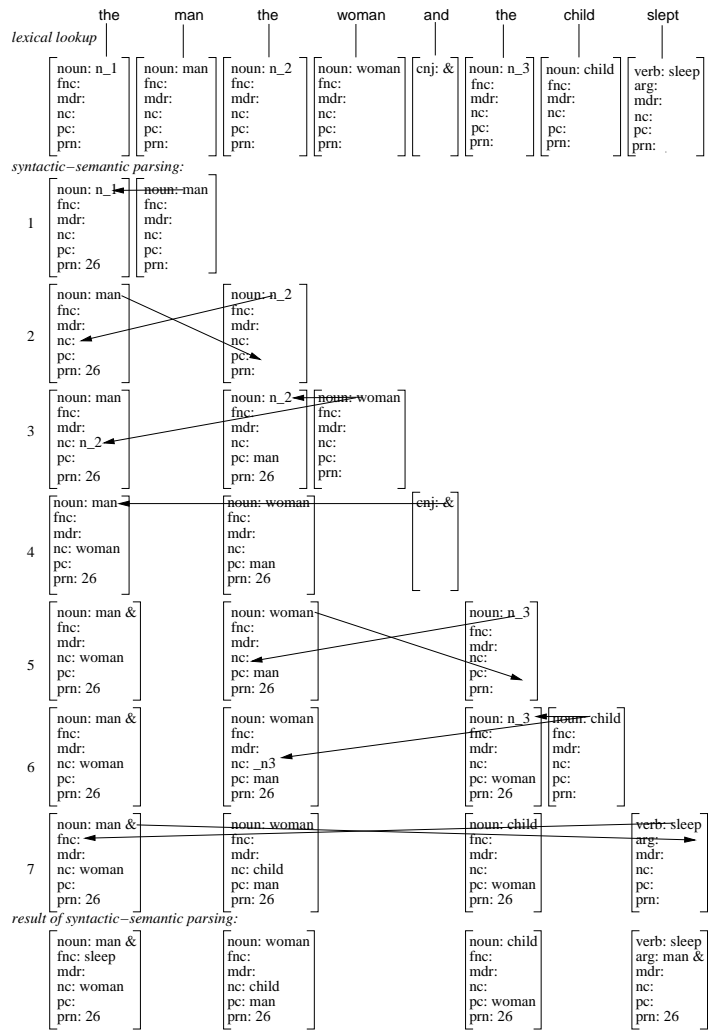 the man the woman and the child slept
lexical lookup
noun: n_1 noun: man noun: n_2 noun: woman cnj: & noun: n_3 noun: child verb: sleep
fnc: fnc: fnc: fnc: fnc: fnc: arg:
mdr: mdr: mdr: mdr: mdr: mdr: mdr:
nc: nc: nc: nc: nc: nc: nc:
pc: pc: pc: pc: pc: pc: pc:
prn: prn: prn: prn: prn: prn: prn:
syntactic−semantic parsing:
noun: n_1 noun: man
fnc: fnc:
1 mdr: mdr:
nc: nc:
pc: pc:
prn: 26 prn:
noun: man noun: n_2
fnc: fnc:
2 mdr: mdr:
nc: nc:
pc: pc:
prn: 26 prn:
noun: man noun: n_2 noun: woman
fnc: fnc: fnc:
3 mdr: mdr: mdr:
nc: n_2 nc: nc:
pc: pc: man pc:
prn: 26 prn: 26 prn:
noun: man noun: woman cnj: &
fnc: fnc:
mdr: mdr:
4 nc: woman nc:
pc: pc: man
prn: 26 prn: 26
noun: man & noun: woman noun: n_3
fnc: fnc: fnc:
mdr: mdr: mdr:
5 nc: woman nc: nc:
pc: pc: man pc:
prn: 26 prn: 26 prn:
noun: man & noun: woman noun: n_3 noun: child
fnc: fnc: fnc: fnc:
mdr: mdr: mdr: mdr:
6 nc: woman nc: _n3 nc: nc:
pc: pc: man pc: woman pc:
prn: 26 prn: 26 prn: 26 prn:
noun: man & noun: woman noun: child verb: sleep
fnc: fnc: fnc: arg:
mdr: mdr: mdr: mdr:
7 nc: woman nc: child nc: nc:
pc: pc: man pc: woman pc:
prn: 26 prn: 26 prn: 26 prn:
result of syntactic−semantic parsing:
noun: man & noun: woman noun: child verb: sleep
fnc: sleep fnc: fnc: arg: man &
mdr: mdr: mdr: mdr:
nc: woman nc: child nc: nc:
pc: pc: man pc: woman pc:
prn: 26 prn: 26 prn: 26 prn: 26